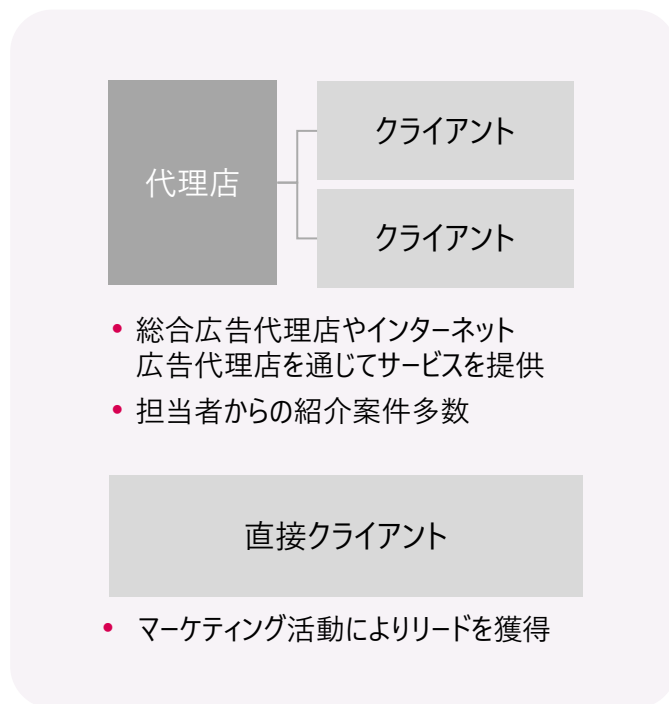 代理店
クライアント
クライアント
• 総合広告代理店やインターネット
広告代理店を通じてサービスを提供
• 担当者からの紹介案件多数
直接クライアント
• マーケティング活動によりリードを獲得